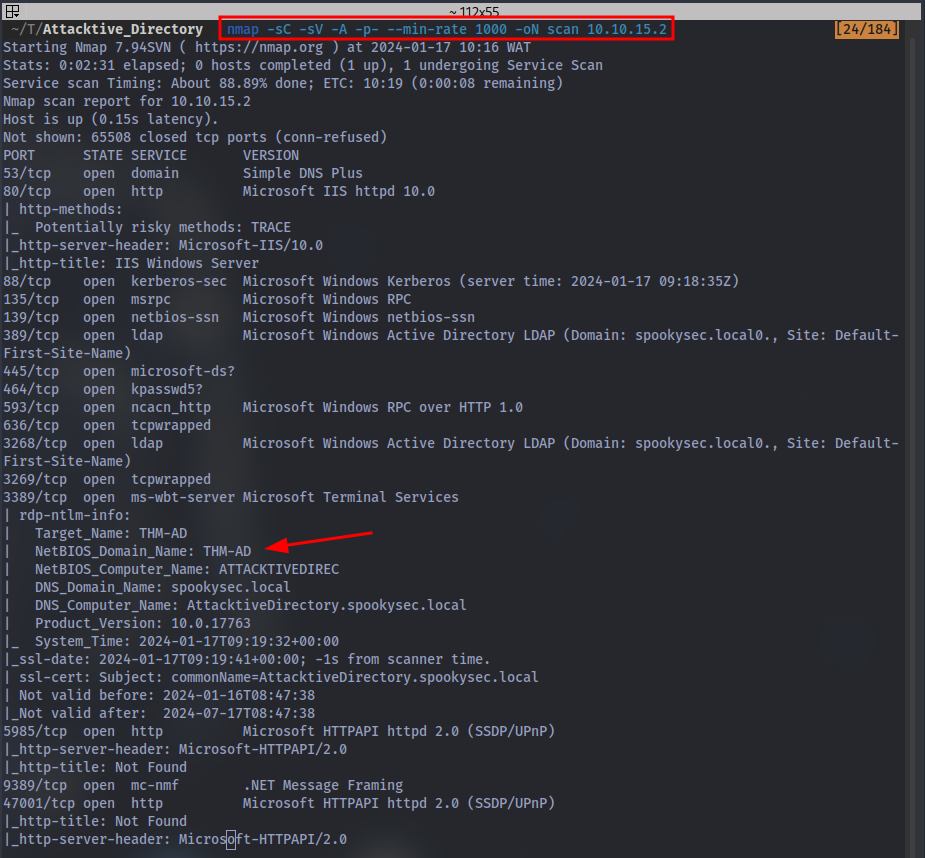 ~ 112x55
~/T/Attacktive_Directory nmap -sC -sV -A -p- --min-rate 1000 -oN scan 10.10.15.2 [24/184]
Starting Nmap 7.94SVN ( https://nmap.org ) at 2024-01-17 10:16 WAT
Stats: 0:02:31 elapsed; 0 hosts completed (1 up), 1 undergoing Service Scan
Service scan Timing: About 88.89% done; ETC: 10:19 (0:00:08 remaining)
Nmap scan report for 10.10.15.2
Host is up (0.15s latency).
Not shown: 65508 closed tcp ports (conn-refused)
PORT      STATE SERVICE       VERSION
53/tcp    open  domain        Simple DNS Plus
80/tcp    open  http          Microsoft IIS httpd 10.0
| http-methods:
|_  Potentially risky methods: TRACE
|_http-server-header: Microsoft-IIS/10.0
|_http-title: IIS Windows Server
88/tcp    open  kerberos-sec  Microsoft Windows Kerberos (server time: 2024-01-17 09:18:35Z)
135/tcp   open  msrpc         Microsoft Windows RPC
139/tcp   open  netbios-ssn   Microsoft Windows netbios-ssn
389/tcp   open  ldap          Microsoft Windows Active Directory LDAP (Domain: spookysec.local0., Site: Default-
First-Site-Name)
445/tcp   open  microsoft-ds?
464/tcp   open  kpasswd5?
593/tcp   open  ncacn_http    Microsoft Windows RPC over HTTP 1.0
636/tcp   open  tcpwrapped
3268/tcp  open  ldap          Microsoft Windows Active Directory LDAP (Domain: spookysec.local0., Site: Default-
First-Site-Name)
3269/tcp  open  tcpwrapped
3389/tcp  open  ms-wbt-server Microsoft Terminal Services
| rdp-ntlm-info:
|   Target_Name: THM-AD
|   NetBIOS_Domain_Name: THM-AD
|   NetBIOS_Computer_Name: ATTACKTIVEDIREC
|   DNS_Domain_Name: spookysec.local
|   DNS_Computer_Name: AttacktiveDirectory.spookysec.local
|   Product_Version: 10.0.17763
|_  System_Time: 2024-01-17T09:19:32+00:00
|_ssl-date: 2024-01-17T09:19:41+00:00; -1s from scanner time.
| ssl-cert: Subject: commonName=AttacktiveDirectory.spookysec.local
| Not valid before: 2024-01-16T08:47:38
|_Not valid after:  2024-07-17T08:47:38
5985/tcp  open  http          Microsoft HTTPAPI httpd 2.0 (SSDP/UPnP)
|_http-server-header: Microsoft-HTTPAPI/2.0
|_http-title: Not Found
9389/tcp  open  mc-nmf        .NET Message Framing
47001/tcp open  http          Microsoft HTTPAPI httpd 2.0 (SSDP/UPnP)
|_http-title: Not Found
|_http-server-header: Microsoft-HTTPAPI/2.0